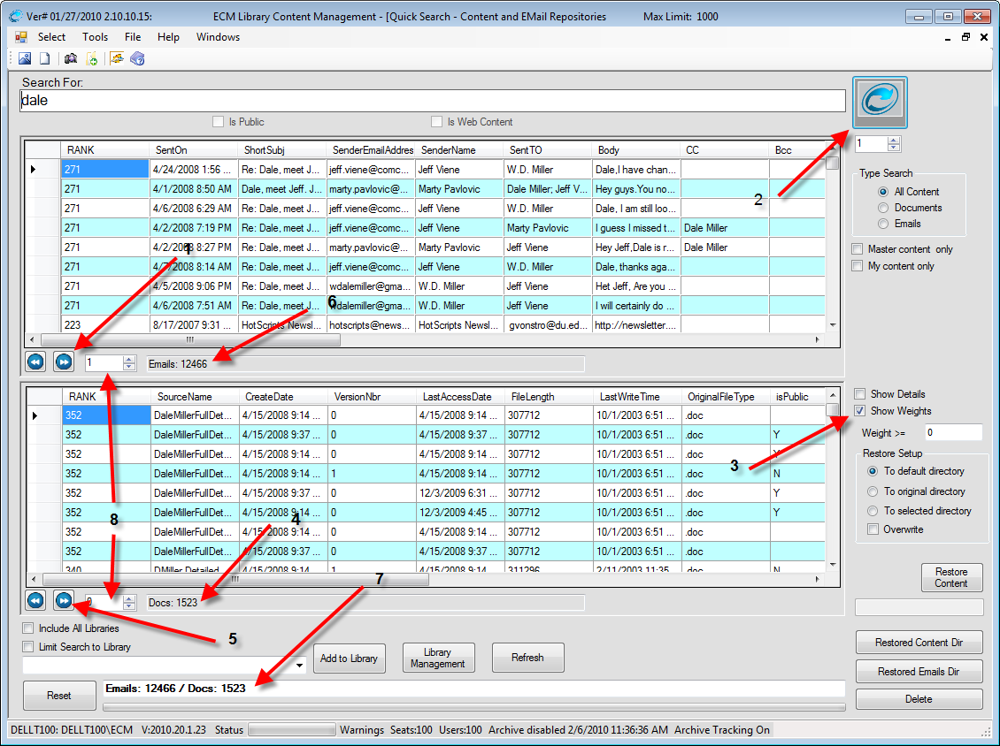 Ver# 01/27/2010 2.10.10.15: ECM Library Content Management - [Quick Search - Content and EMail Repositories Max Limit: 1000
Select Tools File Help Windows
Search For:
dale
Is Public Is Web Content
1
RANK SentOn ShortSubj SenderEmailAddres SenderName SentTO Body CC Bcc
271 4/24/2008 1:56 ... Re: Dale, meet J... jeff.viene@comc... Jeff Viene W.D. Miller Dale,I have chan...
271 4/1/2008 8:50 AM Dale, meet Jeff. J... marty.pavlovic@... Marty Pavlovic Dale Miller; Jeff V... Hey guys.You no...
271 4/6/2008 6:29 AM Re: Dale, meet J... jeff.viene@comc... Jeff Viene W.D. Miller Dale, I am still loo...
271 4/2/2008 7:19 PM Re: Dale, meet J... jeff.viene@comc... Jeff Viene Marty Pavlovic I guess I missed t... Dale Miller
271 4/2/2008 8:27 PM Re: Dale, meet J... marty.pavlovic@... Marty Pavlovic Jeff Viene Hey Jeff,Dale is r... Dale Miller
271 4/7/2008 8:14 AM Re: Dale, meet J... jeff.viene@comc... Jeff Viene W.D. Miller Dale, thanks aga...
271 4/5/2008 9:06 PM Re: Dale, meet J... wdalemiller@gma... W.D. Miller Jeff Viene Het Jeff, Are you ...
271 4/6/2008 7:51 AM Re: Dale, meet J... wdalemiller@gma... W.D. Miller Jeff Viene I will certainly do ...
223 8/17/2007 9:31 ... HotScripts Newsl... hotscripts@news... HotScripts Newsl... gvonstro@du.ed... http://newsletter....
1
6
2
Type Search
All Content
Documents
Emails
Master content only
My content only
1 Emails: 12466
RANK SourceName CreateDate VersionNbr LastAccessDate FileLength LastWriteTime OriginalFileType isPublic
352 DaleMillerFullDet... 4/15/2008 9:14 ... 0 4/15/2008 9:14 ... 307712 10/1/2003 6:51 ... .doc
352 DaleMillerFullDet... 4/15/2008 9:37 ... 0 4/15/2008 9:37 ... 307712 10/1/2003 6:51 ... .doc Y
352 DaleMillerFullDet... 4/15/2008 9:14 ... 0 4/15/2008 9:14 ... 307712 10/1/2003 6:51 ... .doc Y
352 DaleMillerFullDet... 4/15/2008 9:14 ... 1 4/15/2008 9:14 ... 307712 10/1/2003 6:51 ... .doc N
352 DaleMillerFullDet... 4/15/2008 9:37 ... 0 12/3/2009 6:31 ... 307712 10/1/2003 6:51 ... .doc Y
352 DaleMillerFullDet... 4/15/2008 9:14 ... 0 12/3/2009 4:45 ... 307712 10/1/2003 6:51 ... .doc Y
352 DaleMillerFullDet... 4/15/2008 9:14 ... 0 4/15/2008 9:14 ... 307712 10/1/2003 6:51 ... .doc
352 DaleMillerFullDet... 4/15/2008 9:37 ... 0 4/15/2008 9:37 ... 307712 10/1/2003 6:51 ... .doc
340 DMiller Detailed 4/15/2008 9:14 ... 1 4/15/2008 9:14 ... 311296 2/11/2003 11:35 ... .doc N
3
8
4
7
5
Show Details
Show Weights
Weight >= 0
Restore Setup
To default directory
To original directory
To selected directory
Overwrite
Restore
Content
Docs: 1523
Include All Libraries
Limit Search to Library
Add to Library
Library
Management
Refresh
Restored Content Dir
Restored Emails Dir
Delete
Reset
Emails: 12466 / Docs: 1523
DELLT100: DELLT100\ECM V:2010.20.1.23 Status Warnings Seats:100 Users:100 Archive disabled 2/6/2010 11:36:36 AM Archive Tracking On